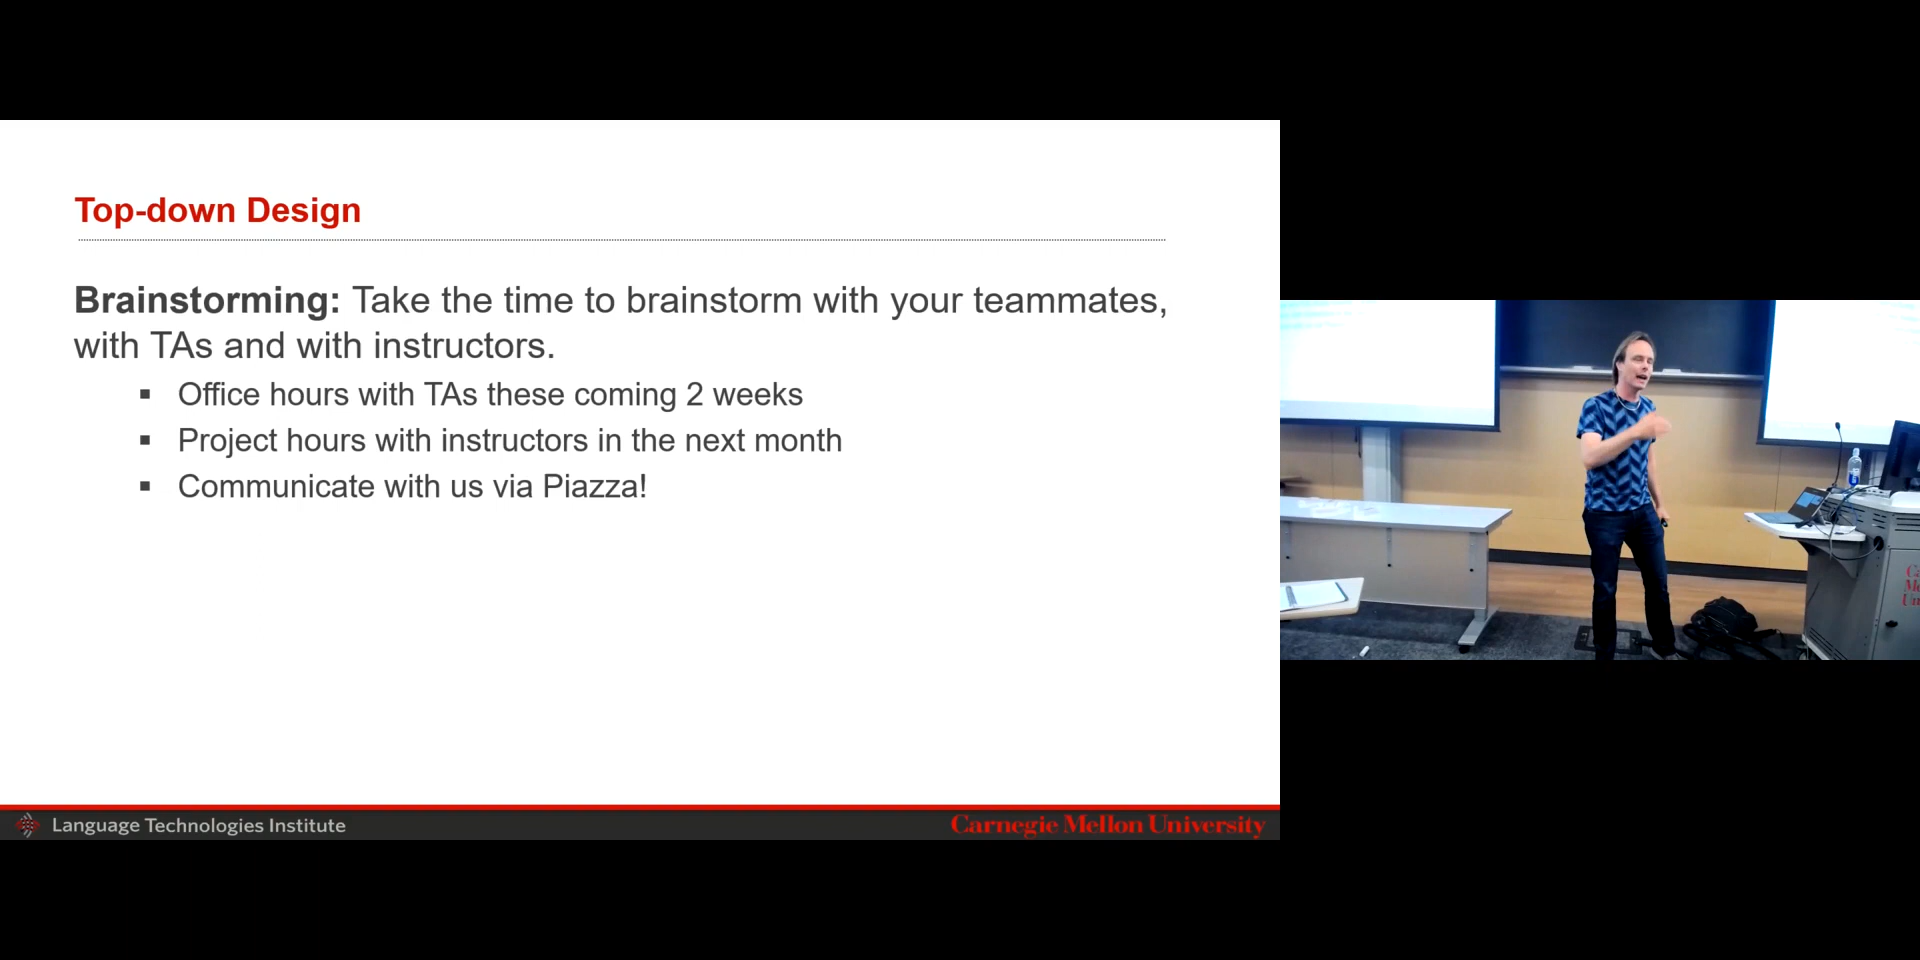 Top-down Design
Brainstorming: Take the time to brainstorm with your teammates,
with TAs and with instructors.
▪ Office hours with TAs these coming 2 weeks
▪ Project hours with instructors in the next month
▪ Communicate with us via Piazza!
Language Technologies Institute
Carnegie Mellon University